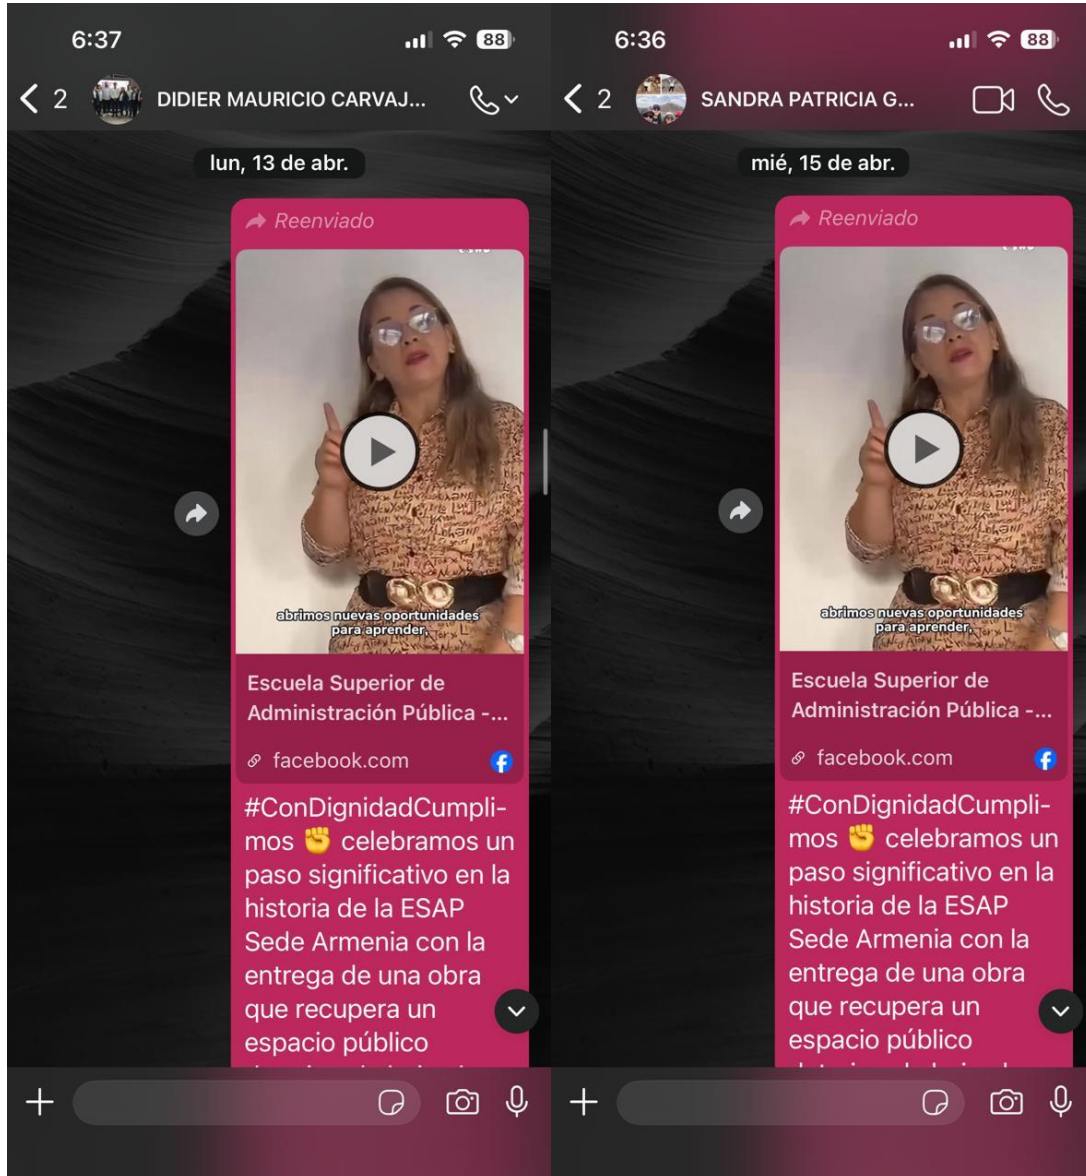 6:37
88
2
DIDIER MAURICIO CARVAJ...
lun, 13 de abr.
Reenviado
abrimos nuevas oportunidades
para aprender,
Escuela Superior de
Administración Pública -...
facebook.com
#ConDignidadCumpli-
mos ✊ celebramos un
paso significativo en la
historia de la ESAP
Sede Armenia con la
entrega de una obra
que recupera un
espacio público
6:36
88
2
SANDRA PATRICIA G...
mié, 15 de abr.
Reenviado
abrimos nuevas oportunidades
para aprender,
Escuela Superior de
Administración Pública -...
facebook.com
#ConDignidadCumpli-
mos ✊ celebramos un
paso significativo en la
historia de la ESAP
Sede Armenia con la
entrega de una obra
que recupera un
espacio público